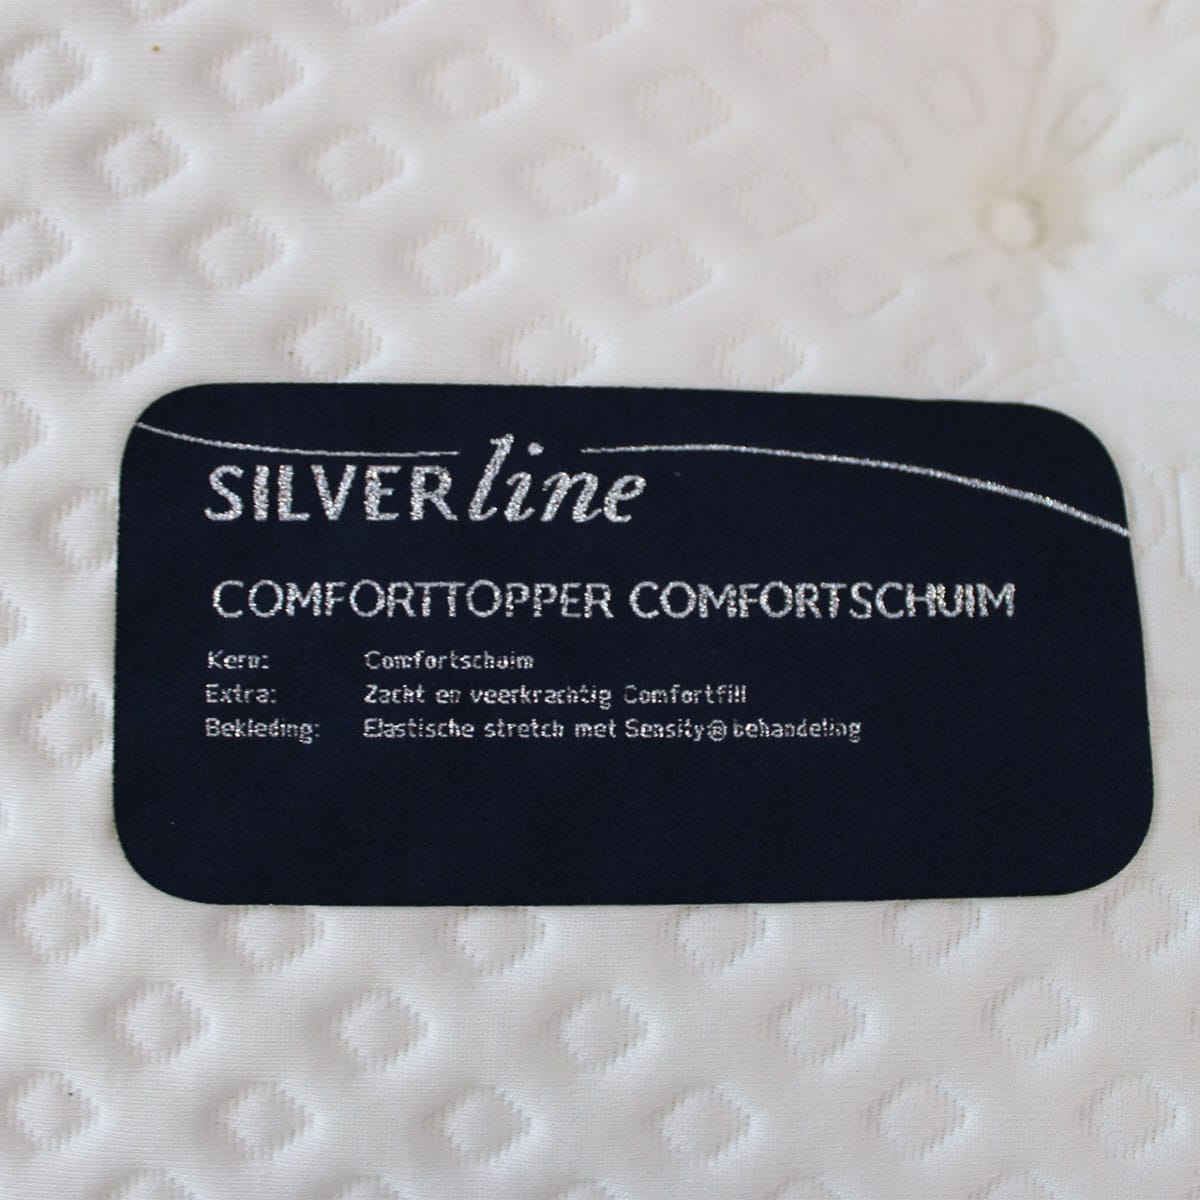 SILVERline
COMFORTTOPPER COMFORTSCHUIM
Kern: Comfortschuim
Extra: Zacht en veerkrachtig Comfortfill
Bekleding: Elastische stretch met Sensity® behandeling